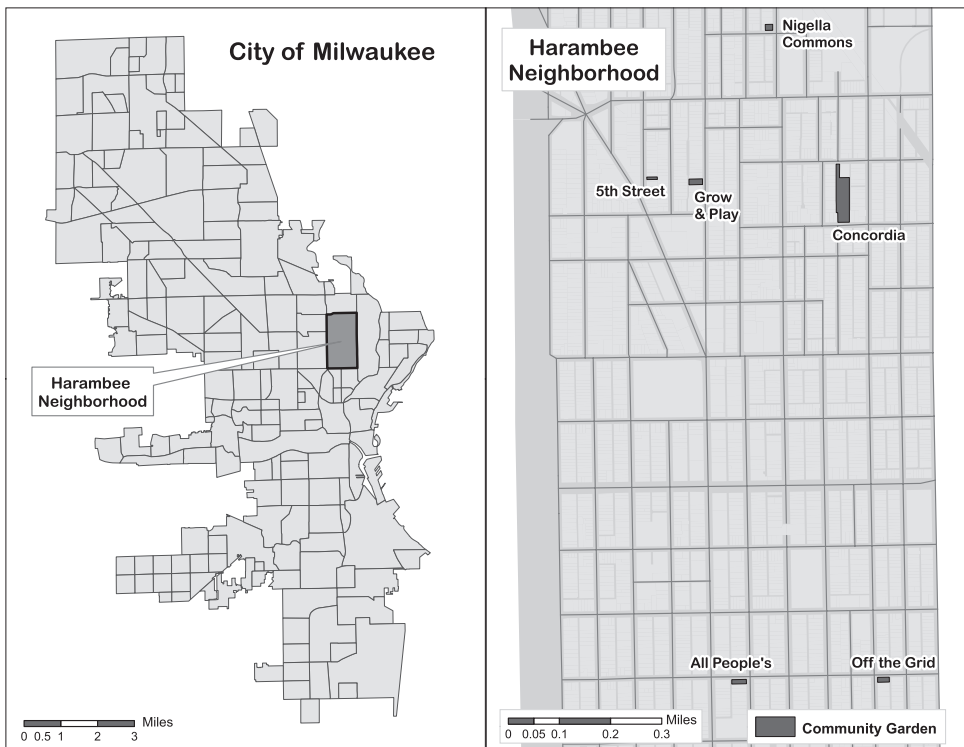 City of Milwaukee
Harambee
Neighborhood
Miles
0 0.5 1 2 3
Harambee
Neighborhood
Nigella
Commons
5th Street
Grow
& Play
Concordia
All People's
Off the Grid
Miles
0 0.05 0.1 0.2 0.3
Community Garden